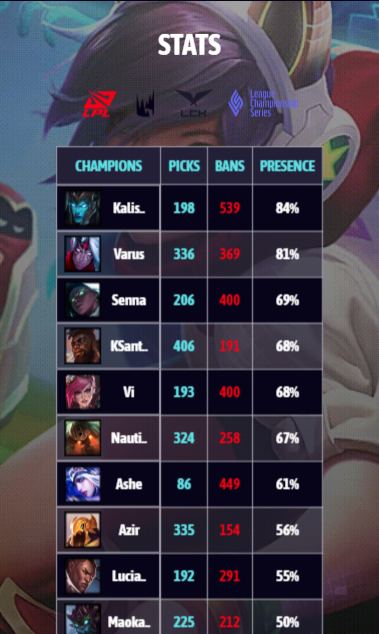 STATS
LPL
LCK
League
Championship
Series
CHAMPIONS PICKS BANS PRESENCE
Kalis.. 198 539 84%
Varus 336 369 81%
Senna 206 400 69%
KSant.. 406 191 68%
Vi 193 400 68%
Nauti.. 324 258 67%
Ashe 86 449 61%
Azir 335 154 56%
Lucia.. 192 291 55%
Maoka.. 225 212 50%